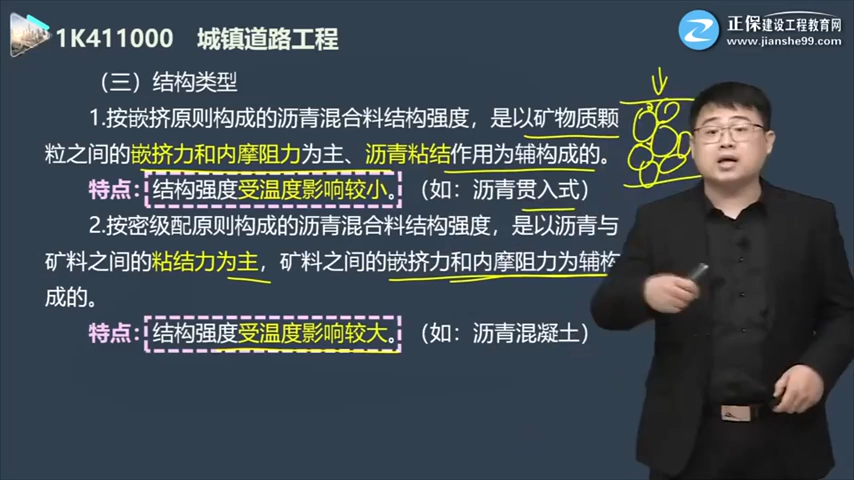 1K411000 城镇道路工程
正保建设工程教育网
www.jianshe99.com
（三）结构类型
1.按嵌挤原则构成的沥青混合料结构强度，是以矿物质颗
粒之间的嵌挤力和内摩阻力为主、沥青粘结作用为辅构成的。
特点：结构强度受温度影响较小。（如：沥青贯入式）
2.按密级配原则构成的沥青混合料结构强度，是以沥青与
矿料之间的粘结力为主，矿料之间的嵌挤力和内摩阻力为辅构
成的。
特点：结构强度受温度影响较大。（如：沥青混凝土）